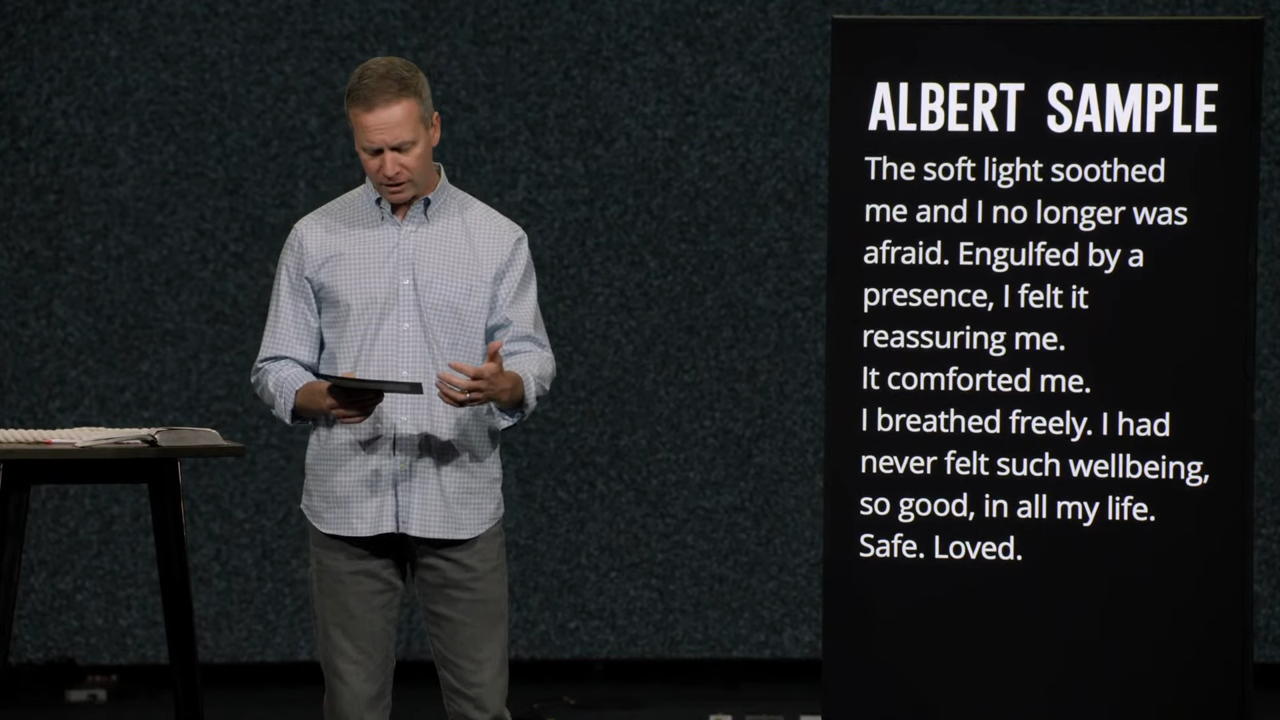 ALBERT SAMPLE
The soft light soothed
me and I no longer was
afraid. Engulfed by a
presence, I felt it
reassuring me.
It comforted me.
I breathed freely. I had
never felt such wellbeing,
so good, in all my life.
Safe. Loved.